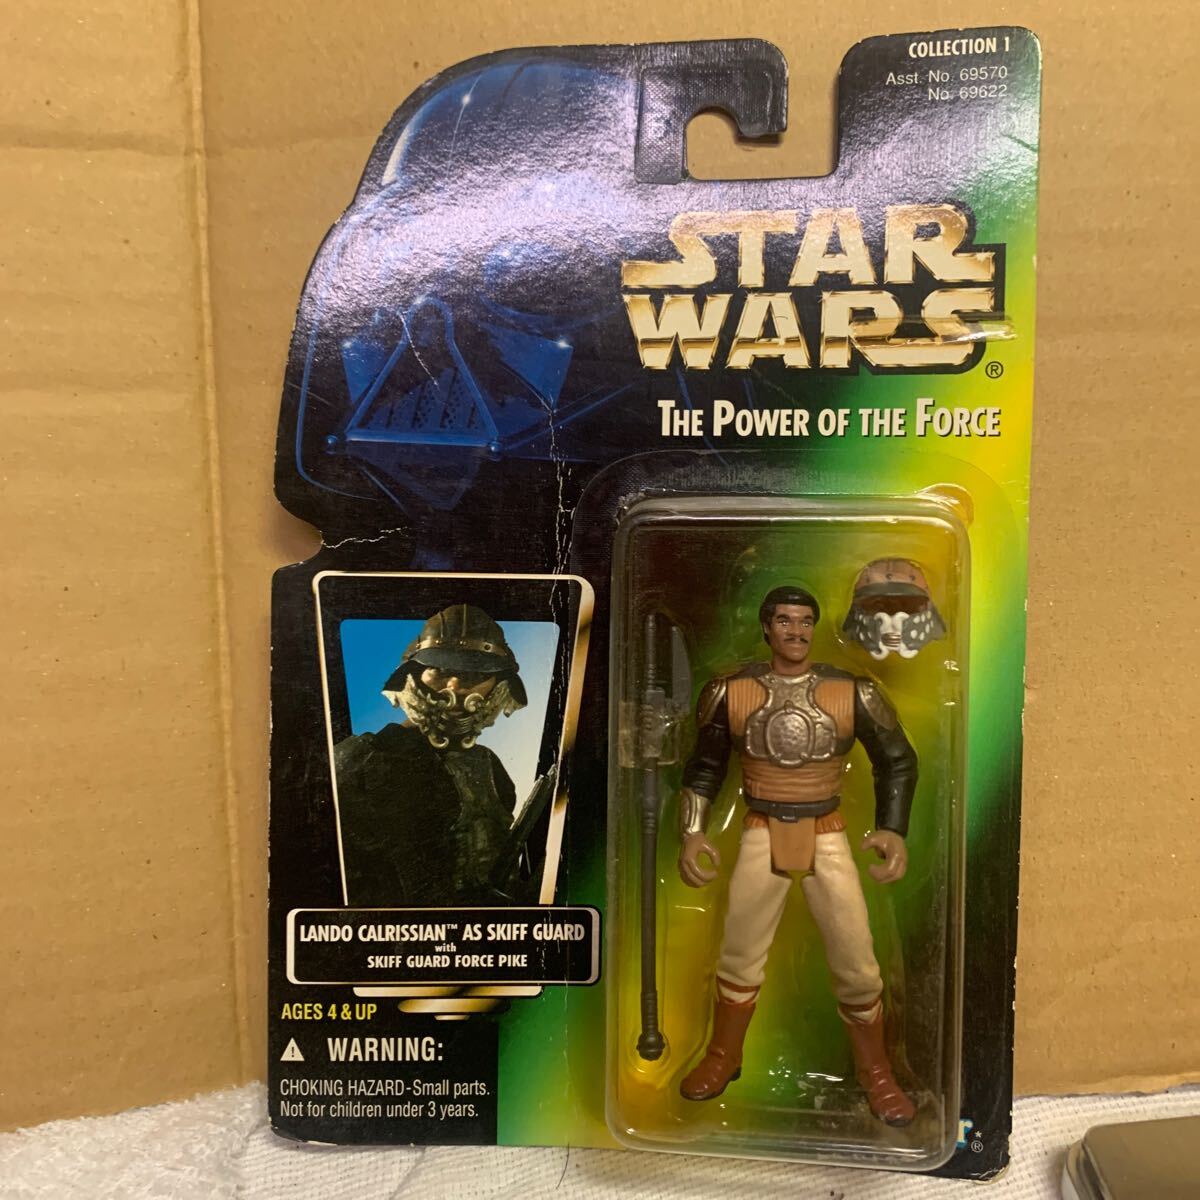 COLLECTION 1
Asst. No. 69570
No. 69622
STAR
WARS
®
THE POWER OF THE FORCE
LANDO CALRISSIAN™ AS SKIFF GUARD
with
SKIFF GUARD FORCE PIKE
AGES 4 & UP
WARNING:
CHOKING HAZARD-Small parts.
Not for children under 3 years.